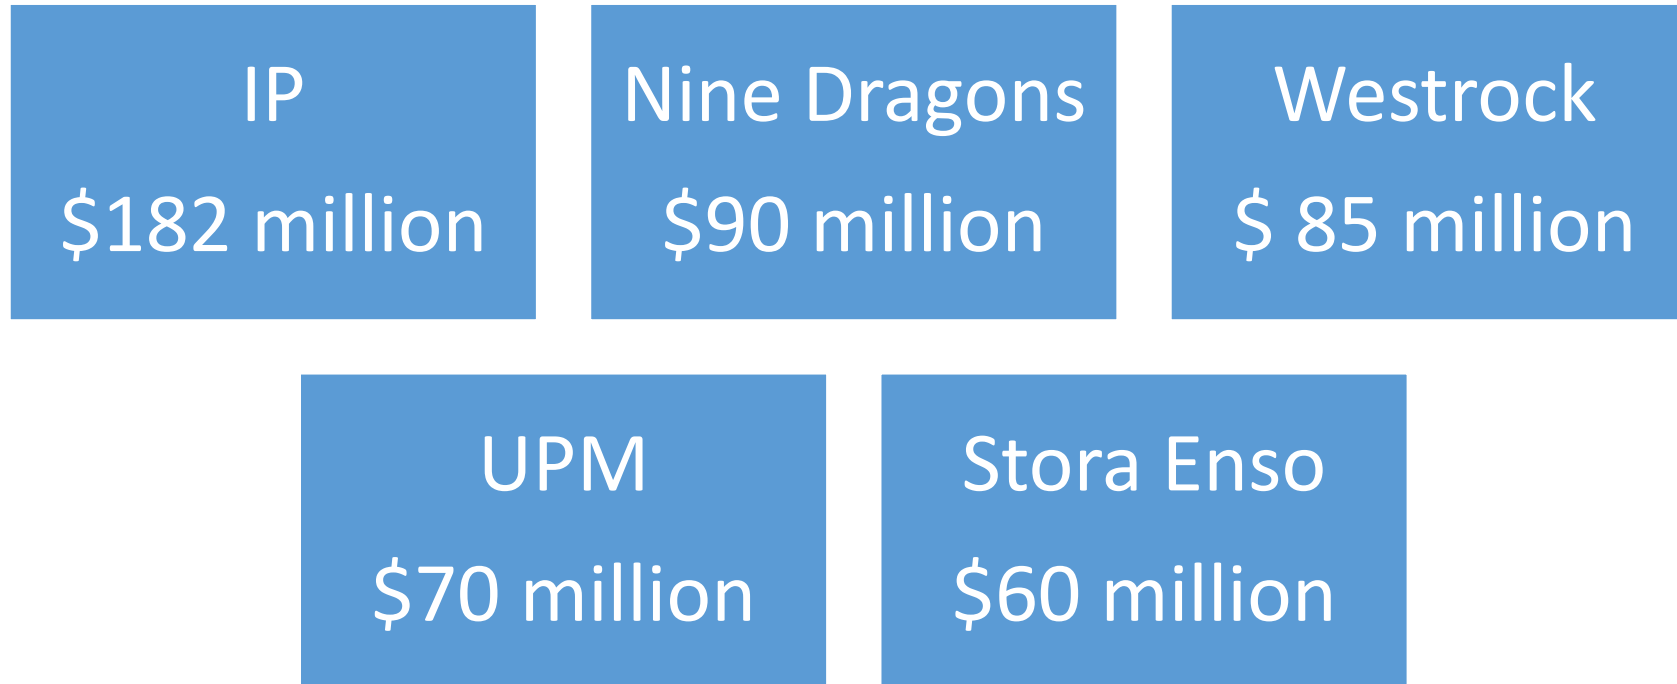 IP
$182 million
Nine Dragons
$90 million
Westrock
$ 85 million
UPM
$70 million
Stora Enso
$60 million